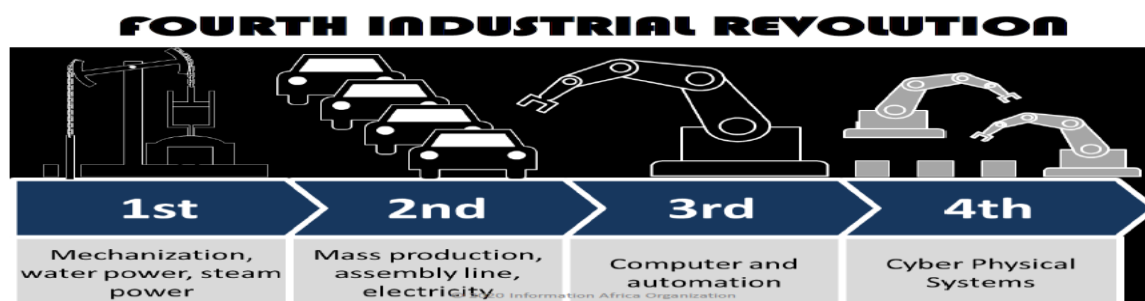 FOURTH INDUSTRIAL REVOLUTION
1st
2nd
3rd
4th
Mechanization,
water power, steam
power
Mass production,
assembly line,
electricity
Computer and
automation
Cyber Physical
Systems
© 2020 Information Africa Organization